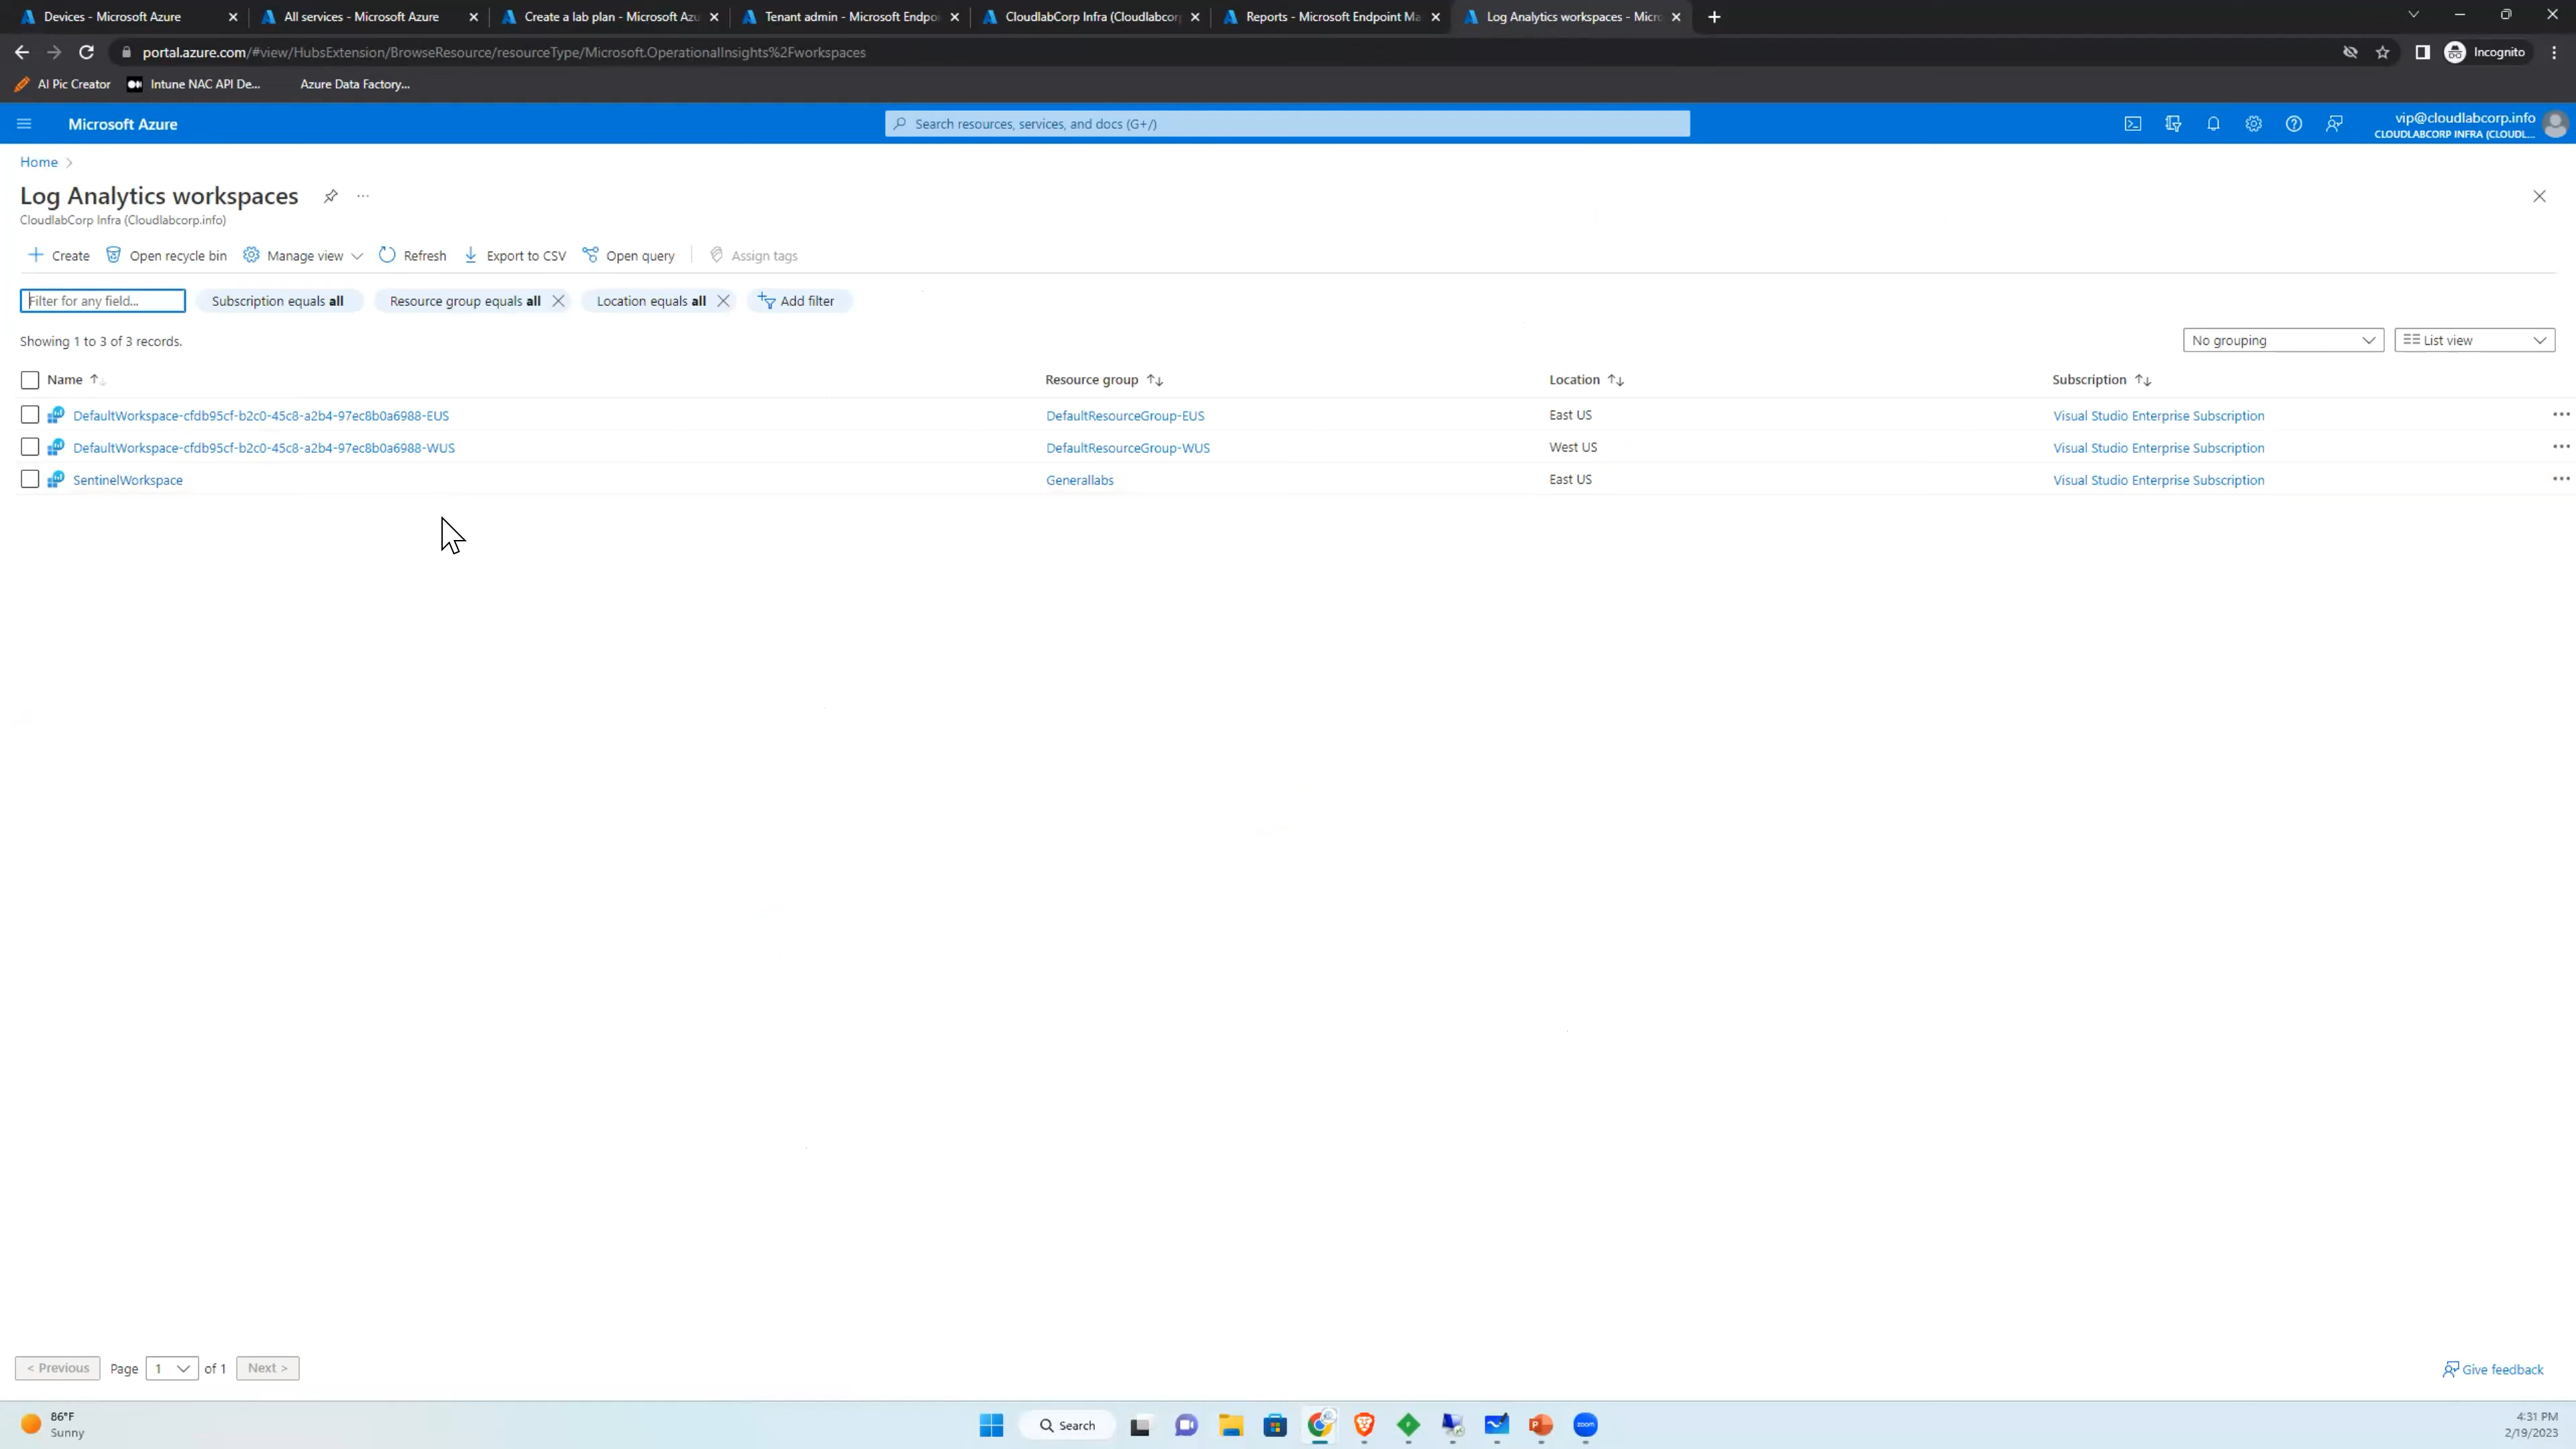 Devices - Microsoft Azure
All services - Microsoft Azure
Create a lab plan - Microsoft Azu
Tenant admin - Microsoft Endpoi
CloudlabCorp Infra (Cloudlabcorp
Reports - Microsoft Endpoint Ma
Log Analytics workspaces - Micro
portal.azure.com/#view/HubsExtension/BrowseResource/resourceType/Microsoft.OperationalInsights%2Fworkspaces
Incognito
AI Pic Creator
Intune NAC API De...
Azure Data Factory...
Microsoft Azure
Search resources, services, and docs (G+/)
vip@cloudlabcorp.info
CLOUDLABCORP INFRA (CLOUDL...
Home >
Log Analytics workspaces ...
CloudlabCorp Infra (Cloudlabcorp.info)
+ Create
Open recycle bin
Manage view
Refresh
Export to CSV
Open query
Assign tags
Filter for any field...
Subscription equals all
Resource group equals all
Location equals all
Add filter
Showing 1 to 3 of 3 records.
No grouping
List view
Name
Resource group
Location
Subscription
DefaultWorkspace-cfdb95cf-b2c0-45c8-a2b4-97ec8b0a6988-EUS
DefaultResourceGroup-EUS
East US
Visual Studio Enterprise Subscription
DefaultWorkspace-cfdb95cf-b2c0-45c8-a2b4-97ec8b0a6988-WUS
DefaultResourceGroup-WUS
West US
Visual Studio Enterprise Subscription
SentinelWorkspace
Generallabs
East US
Visual Studio Enterprise Subscription
< Previous
Page
1
of 1
Next >
Give feedback
86°F
Sunny
Search
zoom
4:31 PM
2/19/2023